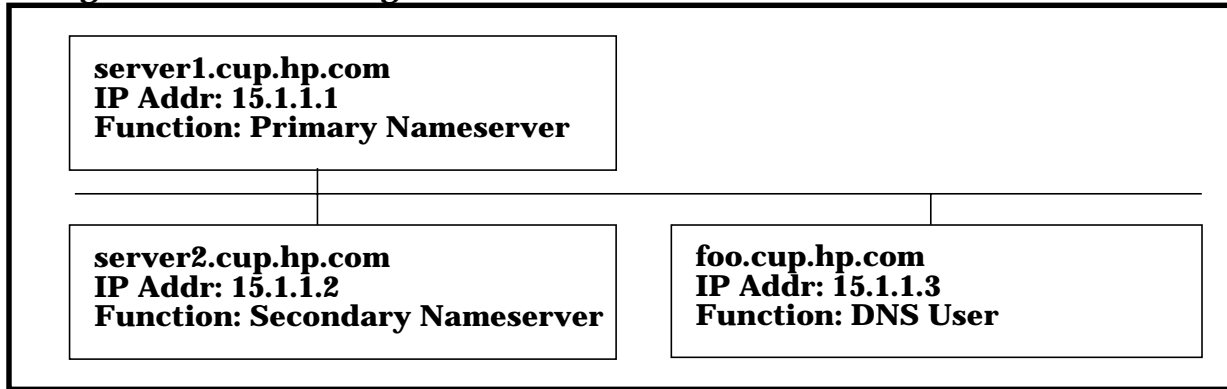 server1.cup.hp.com
IP Addr: 15.1.1.1
Function: Primary Nameserver
server2.cup.hp.com
IP Addr: 15.1.1.2
Function: Secondary Nameserver
foo.cup.hp.com
IP Addr: 15.1.1.3
Function: DNS User